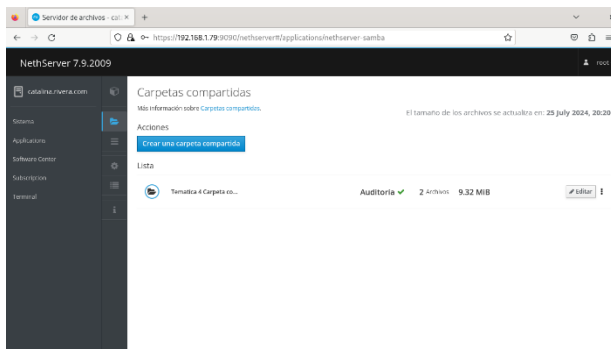 Servidor de archivos - cata
https://192.168.1.79:9090/nethserver#/applications/nethserver-samba
NethServer 7.9.2009
root
catalina.rivera.com
Sistema
Applications
Software Center
Subscription
Terminal
Carpetas compartidas
Más información sobre Carpetas compartidas.
El tamaño de los archivos se actualiza en: 25 July 2024, 20:20
Acciones
Crear una carpeta compartida
Lista
Tematica 4 Carpeta co...
Auditoría
2 Archivos
9.32 MiB
Editar